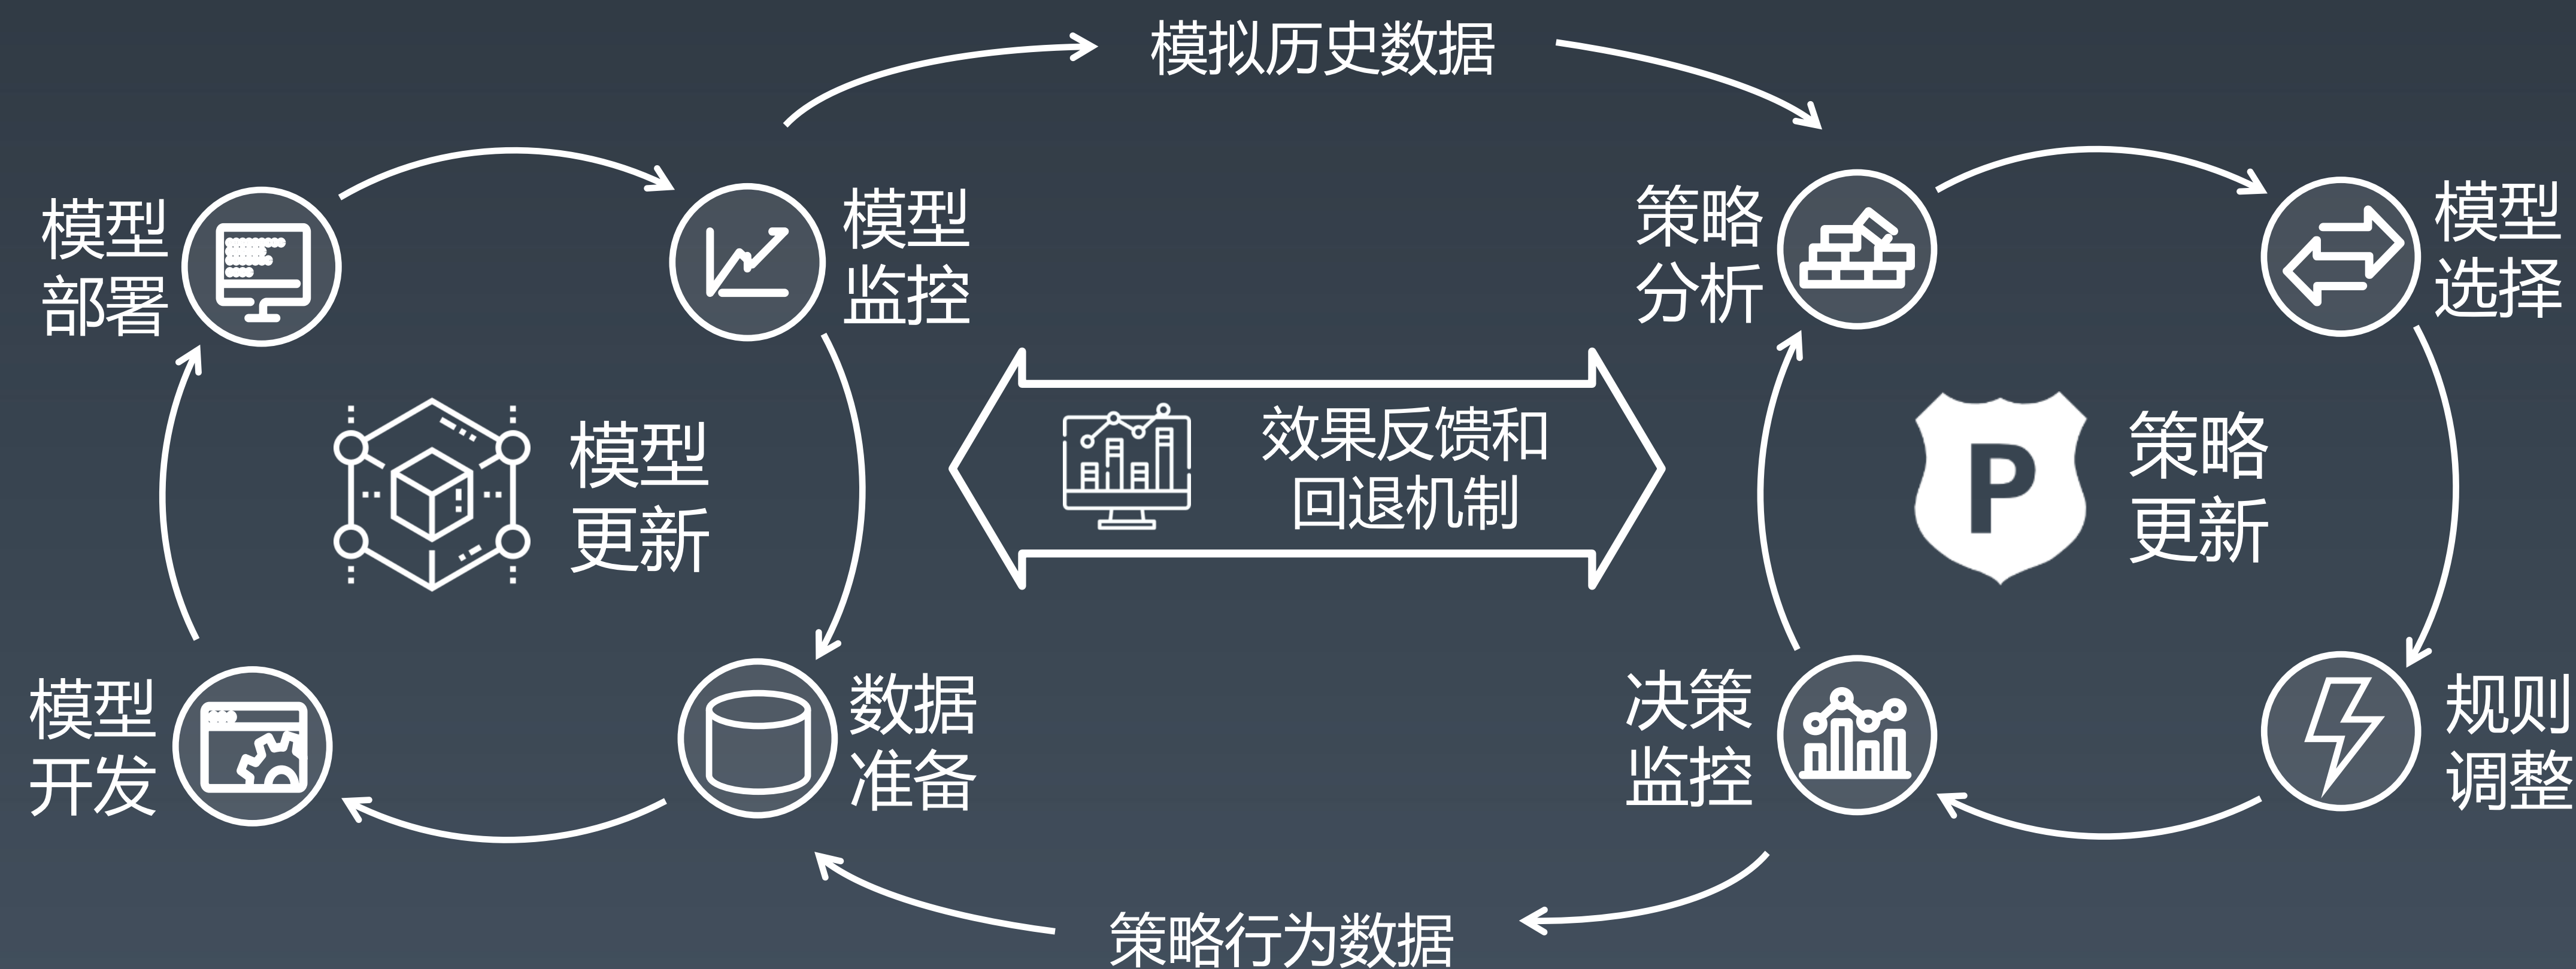 模拟历史数据
模型
部署
模型
监控
策略
分析
模型
选择
模型
更新
效果反馈和
回退机制
P
策略
更新
模型
开发
数据
准备
决策
监控
规则
调整
策略行为数据